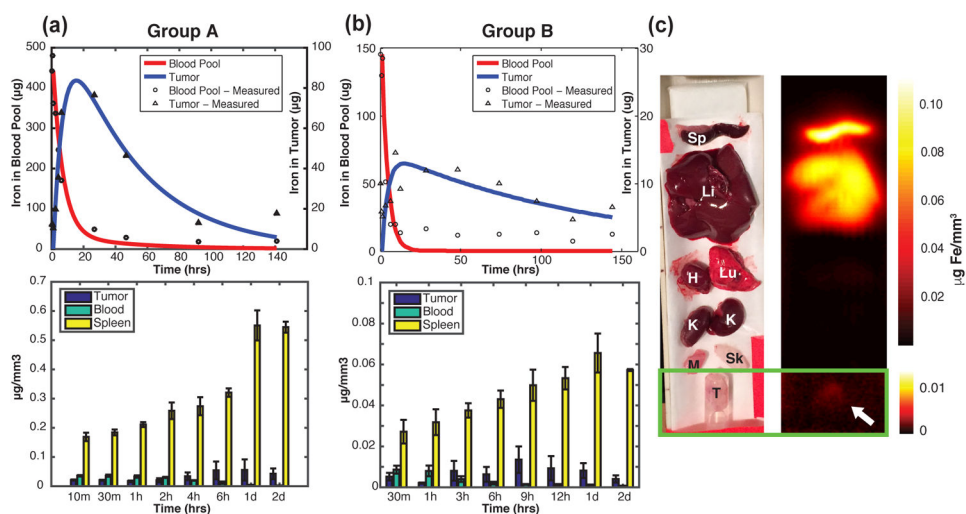 (a)
Group A
500
400
300
200
100
0
Iron in Blood Pool (µg)
100
80
60
40
20
0
Iron in Tumor (µg)
Blood Pool
Tumor
Blood Pool – Measured
Tumor – Measured
0 20 40 60 80 100 120 140
Time (hrs)
(b)
Group B
150
100
50
0
Iron in Blood Pool (µg)
30
20
10
0
Iron in Tumor (µg)
Blood Pool
Tumor
Blood Pool – Measured
Tumor – Measured
0 50 100 150
Time (hrs)
(c)
Sp
Li
H Lu
K K
M Sk
T
0.10
0.08
0.06
0.04
0.02
0.01
0
µg Fe/mm³
0.7
0.6
0.5
0.4
0.3
0.2
0.1
0
µg/mm3
Tumor
Blood
Spleen
10m 30m 1h 2h 4h 6h 1d 2d
Time (hrs)
0.1
0.08
0.06
0.04
0.02
0
µg/mm3
Tumor
Blood
Spleen
30m 1h 3h 6h 9h 12h 1d 2d
Time (hrs)